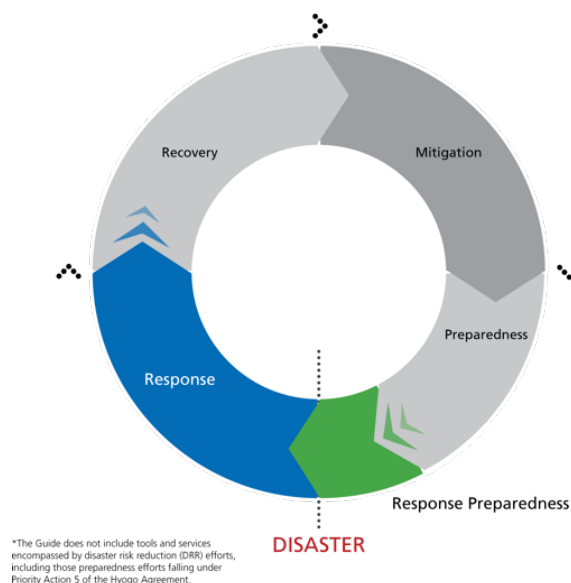 Recovery
Mitigation
Preparedness
Response
Response Preparedness
DISASTER
*The Guide does not include tools and services
encompassed by disaster risk reduction (DRR) efforts,
including those preparedness efforts falling under
Priority Action 5 of the Hyogo Agreement.